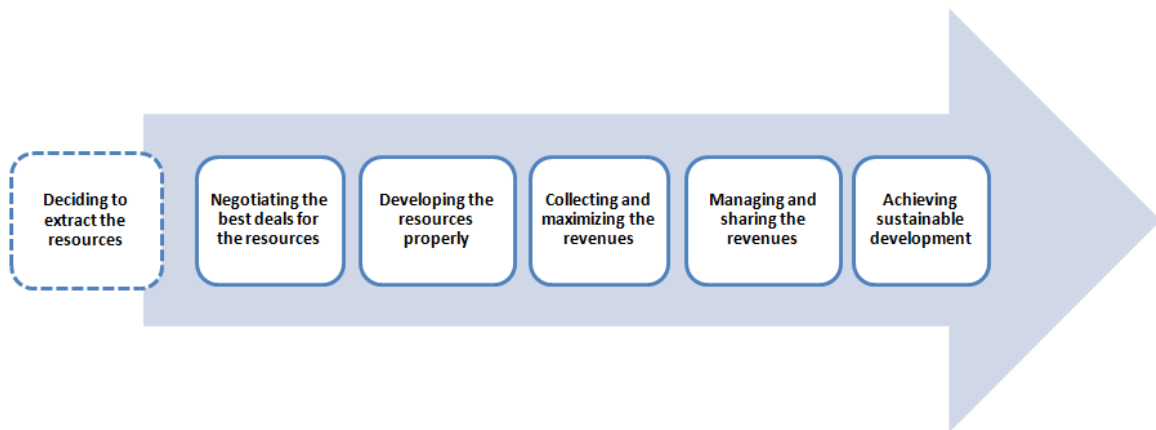 Deciding to
extract the
resources
Negotiating the
best deals for
the resources
Developing the
resources
properly
Collecting and
maximizing the
revenues
Managing and
sharing the
revenues
Achieving
sustainable
development